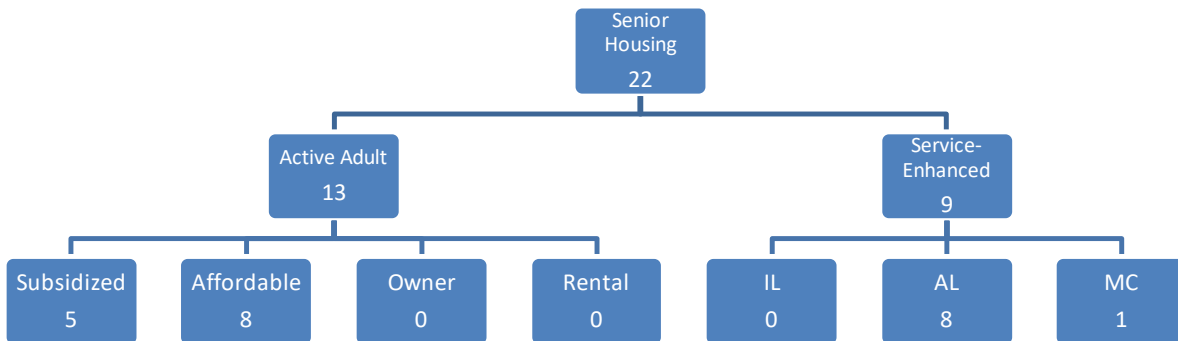 Senior
Housing
22
Active Adult
13
Service-
Enhanced
9
Subsidized
5
Affordable
8
Owner
0
Rental
0
IL
0
AL
8
MC
1